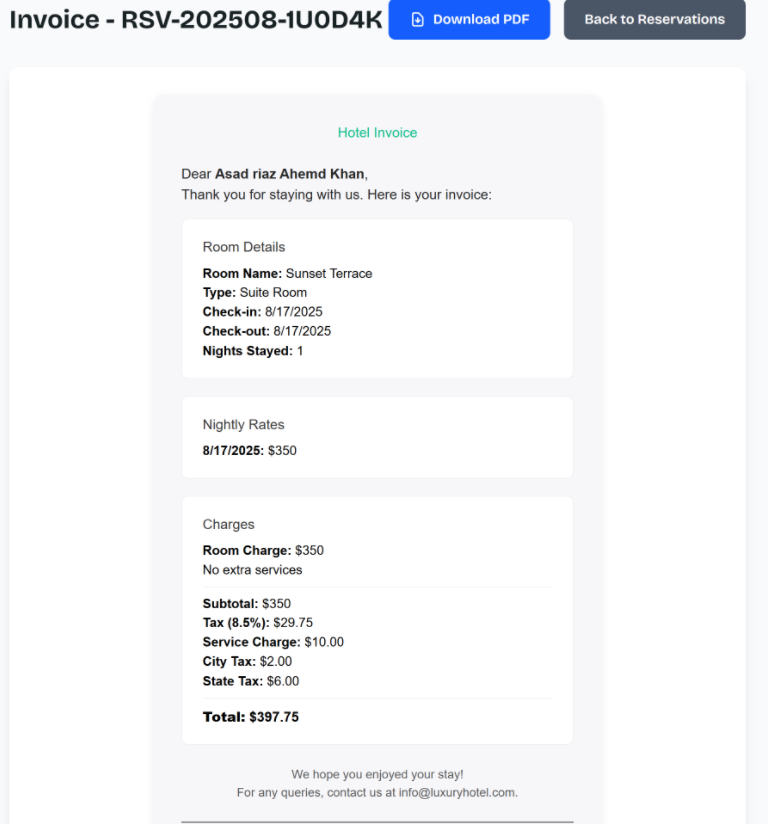 Invoice - RSV-202508-1U0D4K
Download PDF
Back to Reservations
Hotel Invoice
Dear Asad riaz Ahemd Khan,
Thank you for staying with us. Here is your invoice:
Room Details
Room Name: Sunset Terrace
Type: Suite Room
Check-in: 8/17/2025
Check-out: 8/17/2025
Nights Stayed: 1
Nightly Rates
8/17/2025: $350
Charges
Room Charge: $350
No extra services
Subtotal: $350
Tax (8.5%): $29.75
Service Charge: $10.00
City Tax: $2.00
State Tax: $6.00
Total: $397.75
We hope you enjoyed your stay!
For any queries, contact us at info@luxuryhotel.com.